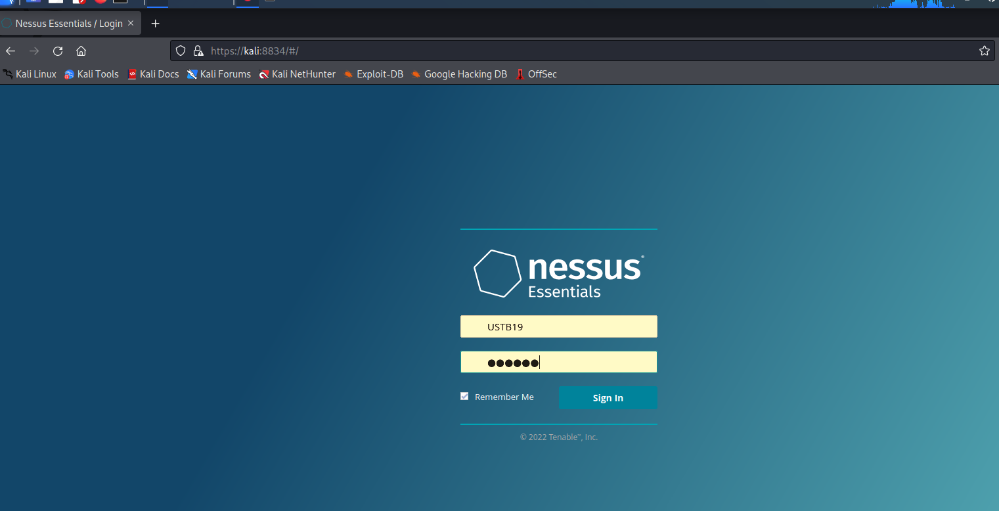 Nessus Essentials / Login
https://kali:8834/#/
Kali Linux Kali Tools Kali Docs Kali Forums Kali NetHunter Exploit-DB Google Hacking DB OffSec
nessus®
Essentials
USTB19
●●●●●●
Remember Me Sign In
© 2022 Tenable™, Inc.